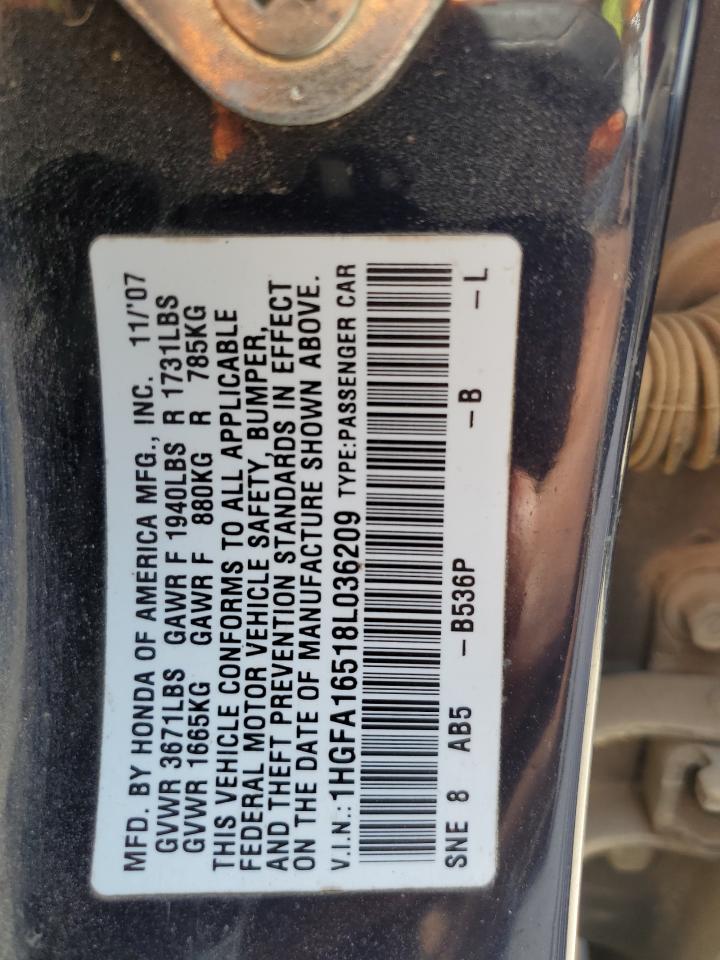 MFD. BY HONDA OF AMERICA MFG., INC. 11/'07
GVWR 3671LBS GAWR F 1940LBS R 1731LBS
GVWR 1665KG GAWR F 880KG R 785KG
THIS VEHICLE CONFORMS TO ALL APPLICABLE
FEDERAL MOTOR VEHICLE SAFETY, BUMPER,
AND THEFT PREVENTION STANDARDS IN EFFECT
ON THE DATE OF MANUFACTURE SHOWN ABOVE.
V.I.N.: 1HGFA16518L036209 TYPE:PASSENGER CAR
SNE 8 AB5 – B536P – B – L